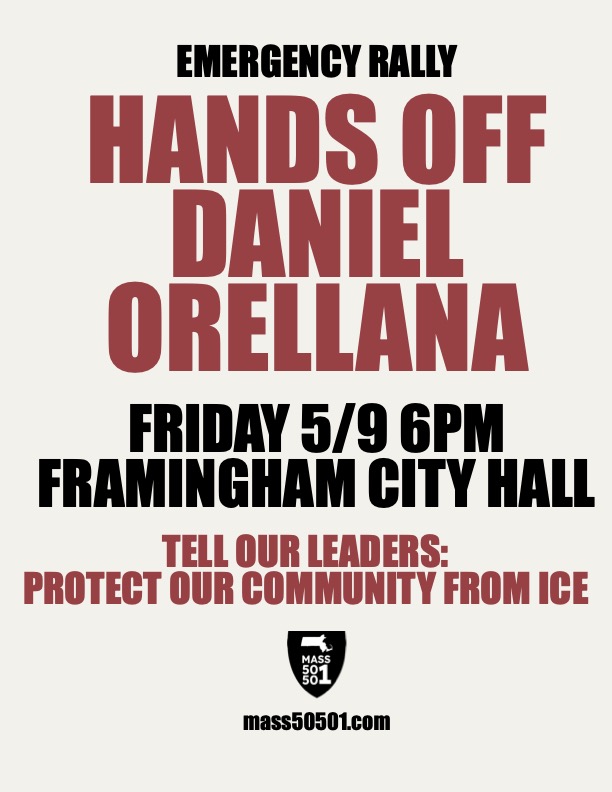 EMERGENCY RALLY
HANDS OFF
DANIEL
ORELLANA
FRIDAY 5/9 6PM
FRAMINGHAM CITY HALL
TELL OUR LEADERS:
PROTECT OUR COMMUNITY FROM ICE
MASS
50
501
mass50501.com